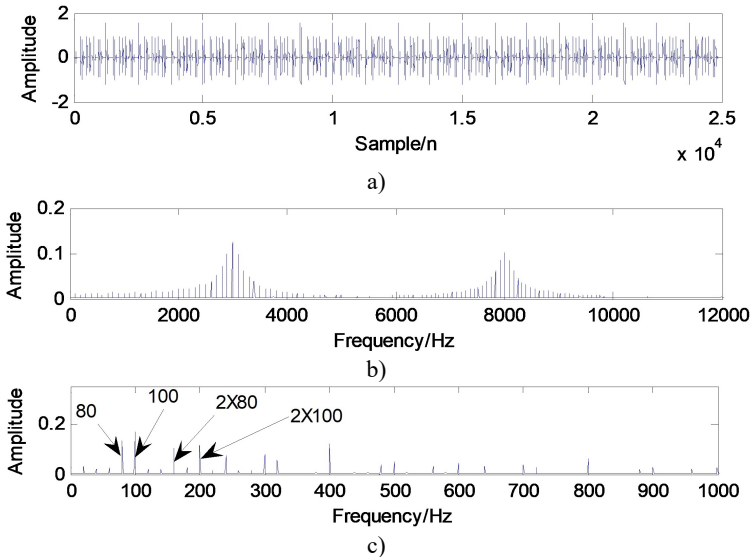 2
0
-2
Amplitude
0 0.5 1 1.5 2 2.5
Sample/n
x 10^4
a)
0.2
0.1
0
Amplitude
0 2000 4000 6000 8000 10000 12000
Frequency/Hz
b)
80 100 2X80 2X100
0.2
0
Amplitude
0 100 200 300 400 500 600 700 800 900 1000
Frequency/Hz
c)